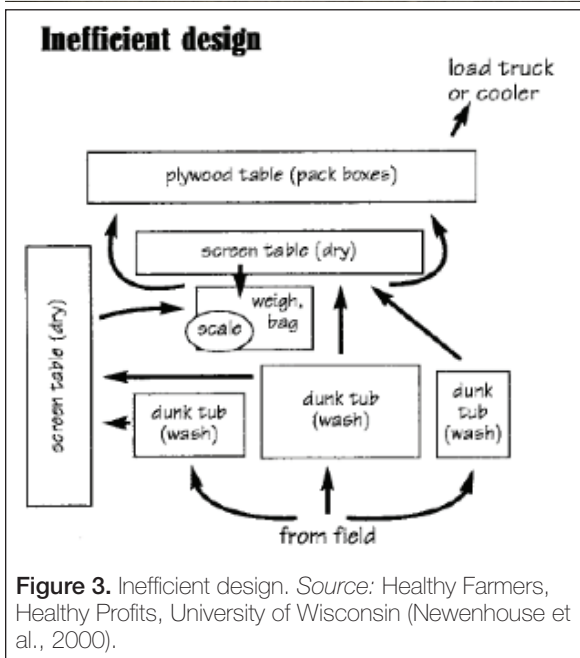 Inefficient design
load truck
or cooler
plywood table (pack boxes)
screen table (dry)
weigh,
bag
scale
screen table (dry)
dunk tub
(wash)
dunk tub
(wash)
dunk
tub
(wash)
from field
Figure 3. Inefficient design. Source: Healthy Farmers,
Healthy Profits, University of Wisconsin (Newenhouse et
al., 2000).